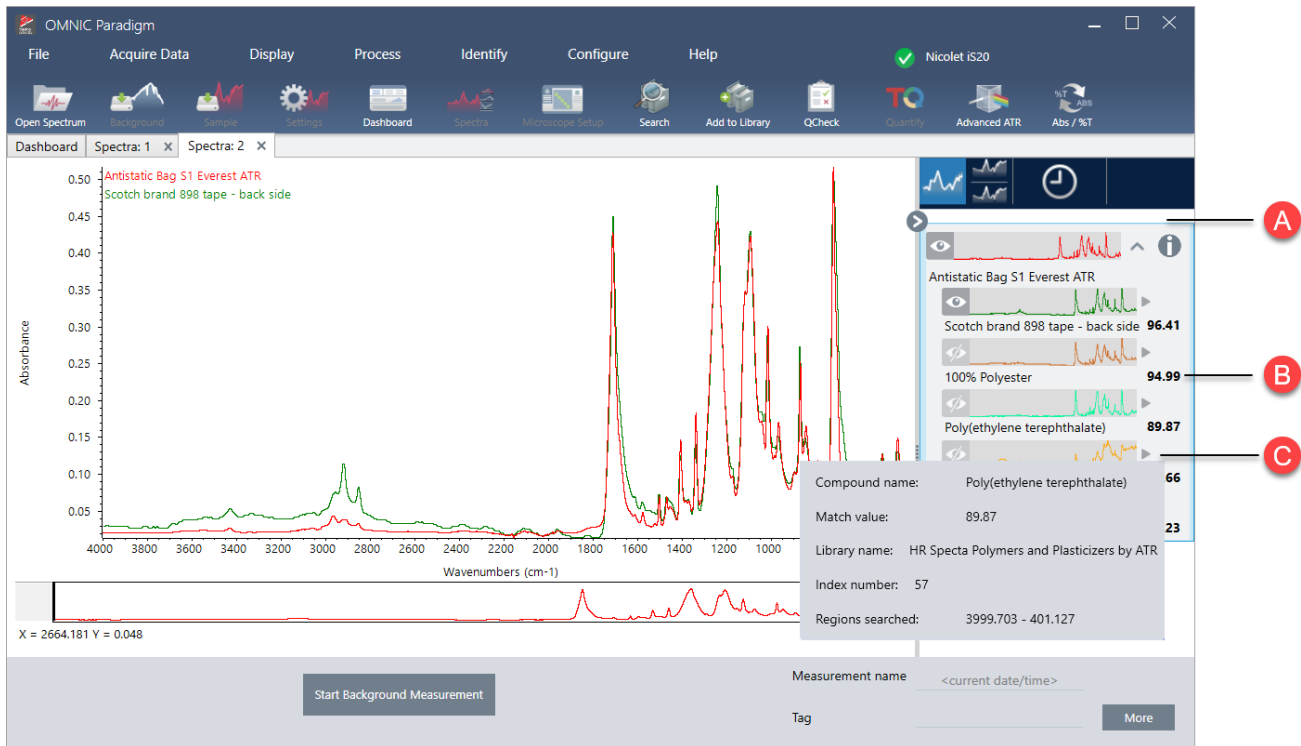 OMNIC Paradigm
File Acquire Data Display Process Identify Configure Help Nicolet iS20
%T ABS
Open Spectrum Background Sample Settings Dashboard Spectra Microscope Setup Search Add to Library QCheck Quantify Advanced ATR Abs / %T
Dashboard Spectra: 1 Spectra: 2
Antistatic Bag S1 Everest ATR
Scotch brand 898 tape - back side
0.50
0.45
0.40
0.35
0.30
0.25
0.20
0.15
0.10
0.05
Absorbance
4000 3800 3600 3400 3200 3000 2800 2600 2400 2200 2000 1800 1600 1400 1200 1000
Wavenumbers (cm-1)
X = 2664.181 Y = 0.048
A
Antistatic Bag S1 Everest ATR
Scotch brand 898 tape - back side 96.41
100% Polyester 94.99
B
Poly(ethylene terephthalate) 89.87
C
66
23
Compound name: Poly(ethylene terephthalate)
Match value: 89.87
Library name: HR Specta Polymers and Plasticizers by ATR
Index number: 57
Regions searched: 3999.703 - 401.127
Start Background Measurement
Measurement name <current date/time>
Tag
More